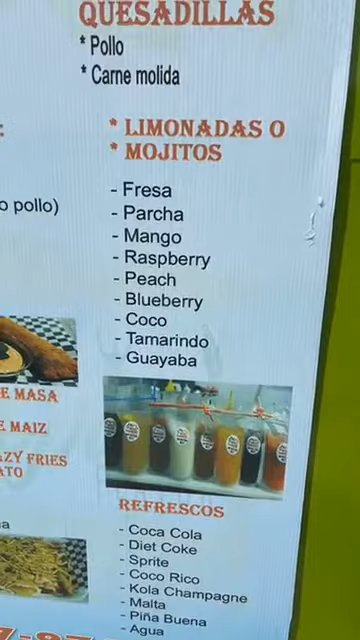 QUESADILLAS
* Pollo
* Carne molida
* LIMONADAS O
* MOJITOS
o pollo)
- Fresa
- Parcha
- Mango
- Raspberry
- Peach
- Blueberry
- Coco
- Tamarindo
- Guayaba
E MASA
E MAIZ
AZY FRIES
ATO
REFRESCOS
- Coca Cola
- Diet Coke
- Sprite
- Coco Rico
- Kola Champagne
- Malta
- Piña Buena
- Agua